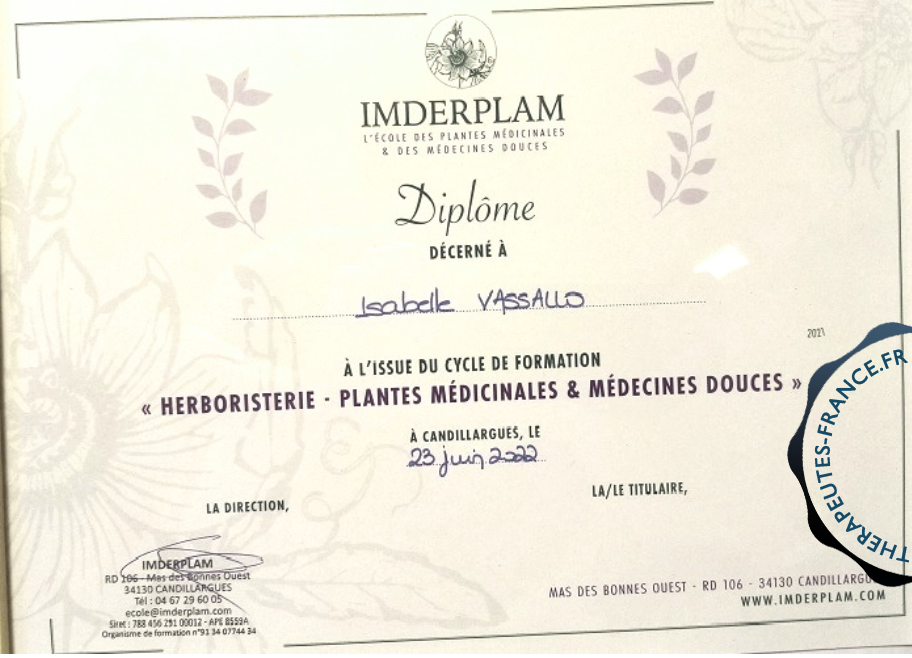 IMDERPLAM
L'ÉCOLE DES PLANTES MÉDICINALES
& DES MÉDECINES DOUCES
Diplôme
DÉCERNÉ À
Isabelle VASSALLO
2021
À L'ISSUE DU CYCLE DE FORMATION
« HERBORISTERIE - PLANTES MÉDICINALES & MÉDECINES DOUCES »
À CANDILLARGUES, LE
23 juin 2022
LA DIRECTION,
LA/LE TITULAIRE,
IMDERPLAM
RD 106 - Mas des Bonnes Ouest
34130 CANDILLARGUES
Tél : 04 67 29 60 05
ecole@imderplam.com
Siret : 788 456 291 00012 - APE 8559A
Organisme de formation n°91 34 07744 34
MAS DES BONNES OUEST - RD 106 - 34130 CANDILLARGU
WWW.IMDERPLAM.COM
THERAPEUTES-FRANCE.FR